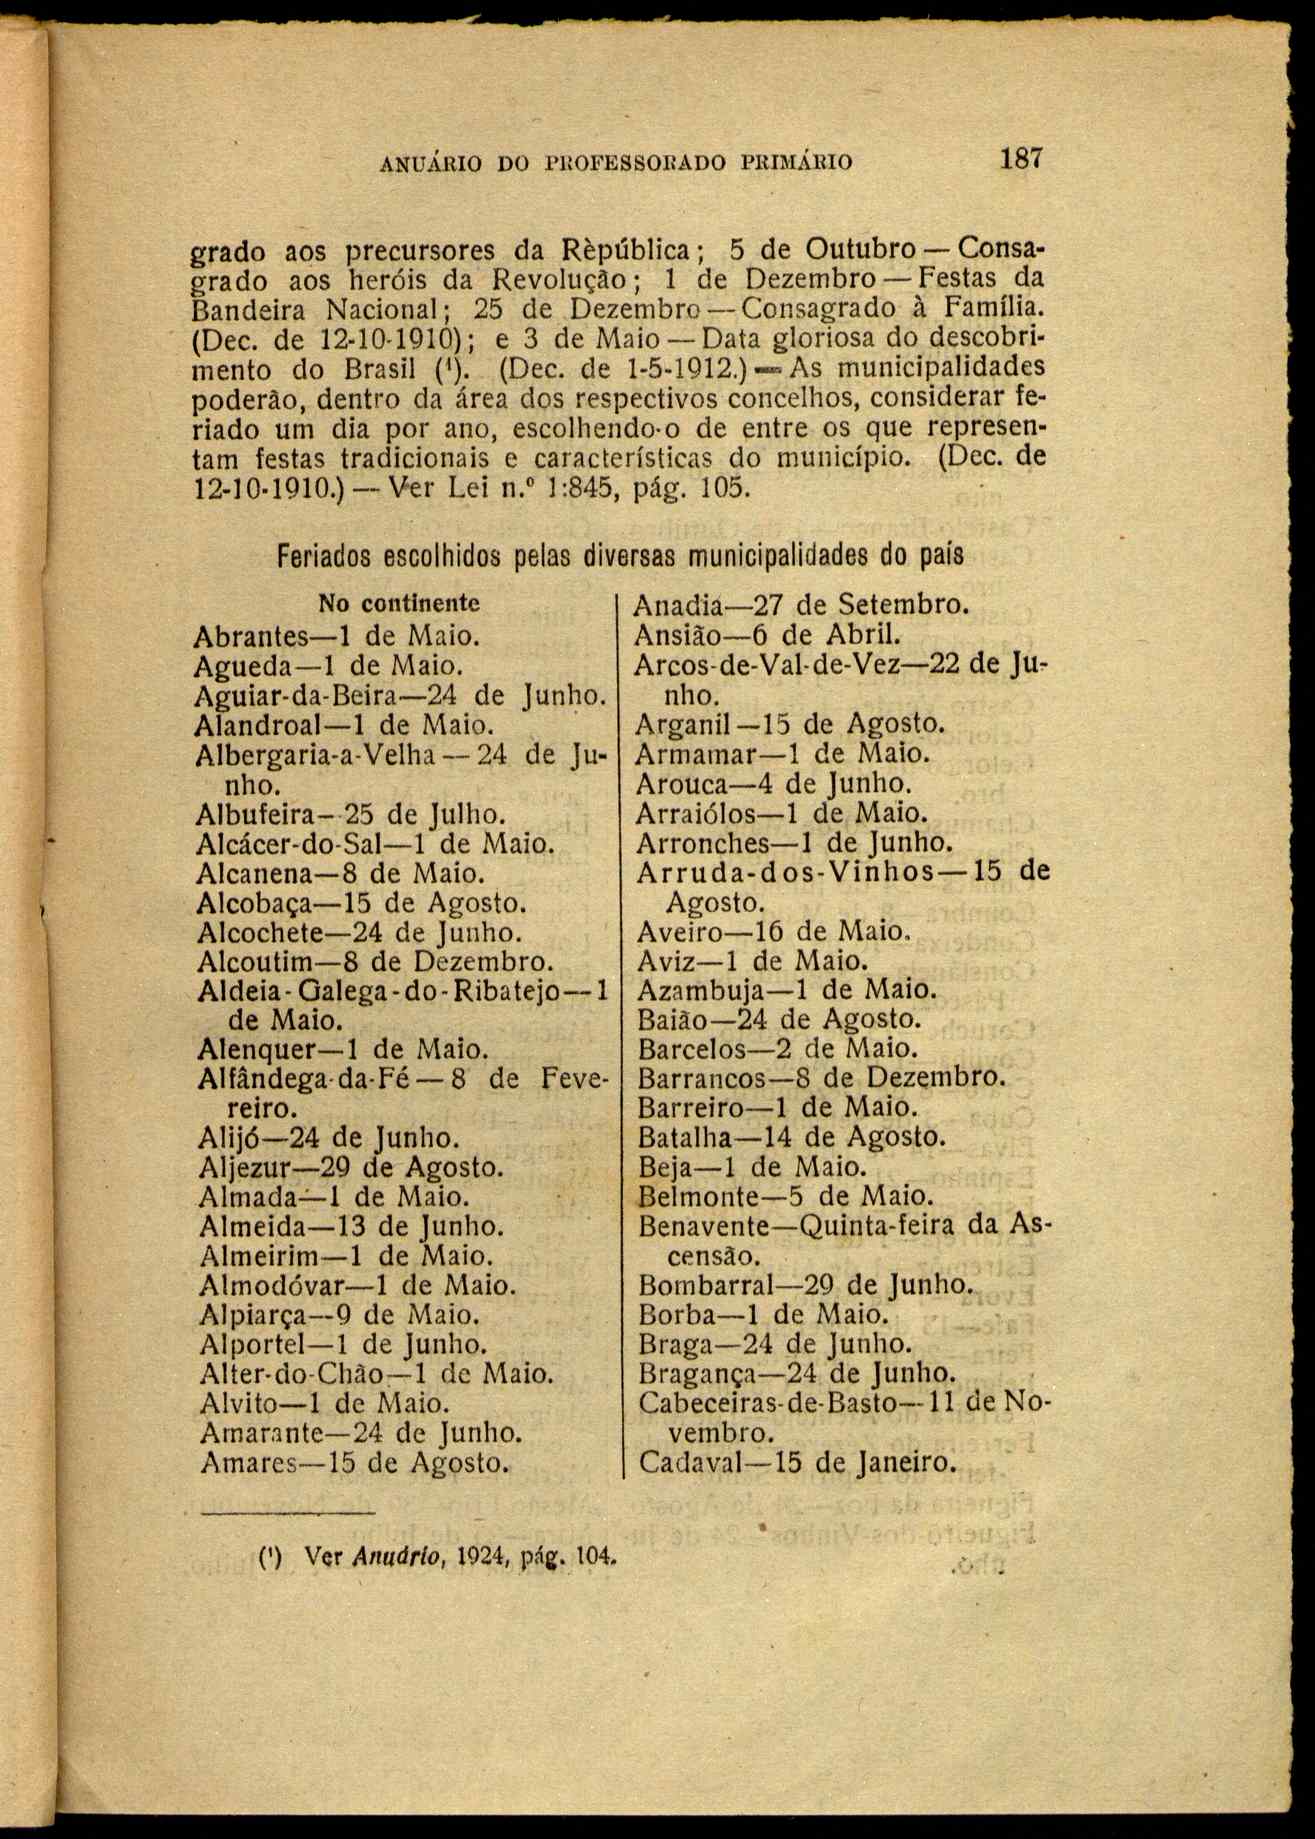 ANUÁRIO DO PROFESSORADO PRIMÁRIO 187
grado aos precursores da Rèpública; 5 de Outubro — Consa-
grado aos heróis da Revolução; 1 de Dezembro — Festas da
Bandeira Nacional; 25 de Dezembro — Consagrado à Família.
(Dec. de 12-10-1910); e 3 de Maio — Data gloriosa do descobri-
mento do Brasil (¹). (Dec. de 1-5-1912.) — As municipalidades
poderão, dentro da área dos respectivos concelhos, considerar fe-
riado um dia por ano, escolhendo-o de entre os que represen-
tam festas tradicionais e características do município. (Dec. de
12-10-1910.) — Ver Lei n.º 1:845, pág. 105.
Feriados escolhidos pelas diversas municipalidades do país
No continente
Abrantes—1 de Maio.
Agueda—1 de Maio.
Aguiar-da-Beira—24 de Junho.
Alandroal—1 de Maio.
Albergaria-a-Velha — 24 de Ju-
nho.
Albufeira—25 de Julho.
Alcácer-do-Sal—1 de Maio.
Alcanena—8 de Maio.
Alcobaça—15 de Agosto.
Alcochete—24 de Junho.
Alcoutim—8 de Dezembro.
Aldeia-Galega-do-Ribatejo—1
de Maio.
Alenquer—1 de Maio.
Alfândega-da-Fé — 8 de Feve-
reiro.
Alijó—24 de Junho.
Aljezur—29 de Agosto.
Almada—1 de Maio.
Almeida—13 de Junho.
Almeirim—1 de Maio.
Almodóvar—1 de Maio.
Alpiarça—9 de Maio.
Alportel—1 de Junho.
Alter-do-Chão—1 de Maio.
Alvito—1 de Maio.
Amarante—24 de Junho.
Amares—15 de Agosto.
Anadia—27 de Setembro.
Ansião—6 de Abril.
Arcos-de-Val-de-Vez—22 de Ju-
nho.
Arganil—15 de Agosto.
Armamar—1 de Maio.
Arouca—4 de Junho.
Arraiólos—1 de Maio.
Arronches—1 de Junho.
Arruda-dos-Vinhos—15 de
Agosto.
Aveiro—16 de Maio.
Aviz—1 de Maio.
Azambuja—1 de Maio.
Baião—24 de Agosto.
Barcelos—2 de Maio.
Barrancos—8 de Dezembro.
Barreiro—1 de Maio.
Batalha—14 de Agosto.
Beja—1 de Maio.
Belmonte—5 de Maio.
Benavente—Quinta-feira da As-
censão.
Bombarral—29 de Junho.
Borba—1 de Maio.
Braga—24 de Junho.
Bragança—24 de Junho.
Cabeceiras-de-Basto—11 de No-
vembro.
Cadaval—15 de Janeiro.
(¹) Ver Anuário, 1924, pág. 104.